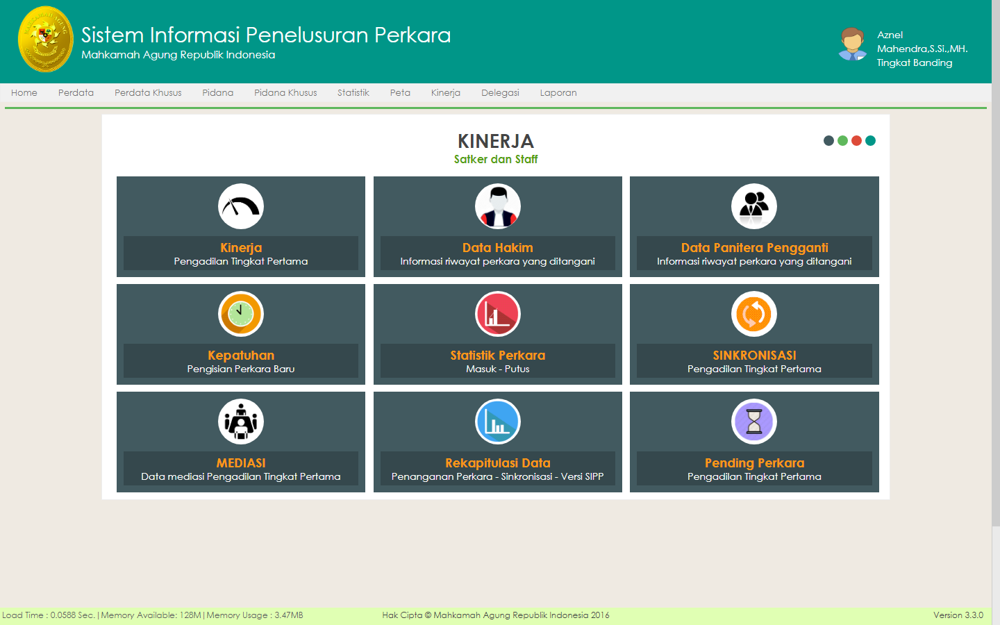 Sistem Informasi Penelusuran Perkara
Mahkamah Agung Republik Indonesia
Aznel
Mahendra,S.Si.,MH.
Tingkat Banding
Home Perdata Perdata Khusus Pidana Pidana Khusus Statistik Peta Kinerja Delegasi Laporan
KINERJA
Satker dan Staff
Kinerja
Pengadilan Tingkat Pertama
Data Hakim
Informasi riwayat perkara yang ditangani
Data Panitera Pengganti
Informasi riwayat perkara yang ditangani
Kepatuhan
Pengisian Perkara Baru
Statistik Perkara
Masuk - Putus
SINKRONISASI
Pengadilan Tingkat Pertama
MEDIASI
Data mediasi Pengadilan Tingkat Pertama
Rekapitulasi Data
Penanganan Perkara - Sinkronisasi - Versi SIPP
Pending Perkara
Pengadilan Tingkat Pertama
Load Time : 0.0588 Sec.|Memory Available: 128M|Memory Usage : 3.47MB
Hak Cipta © Mahkamah Agung Republik Indonesia 2016
Version 3.3.0